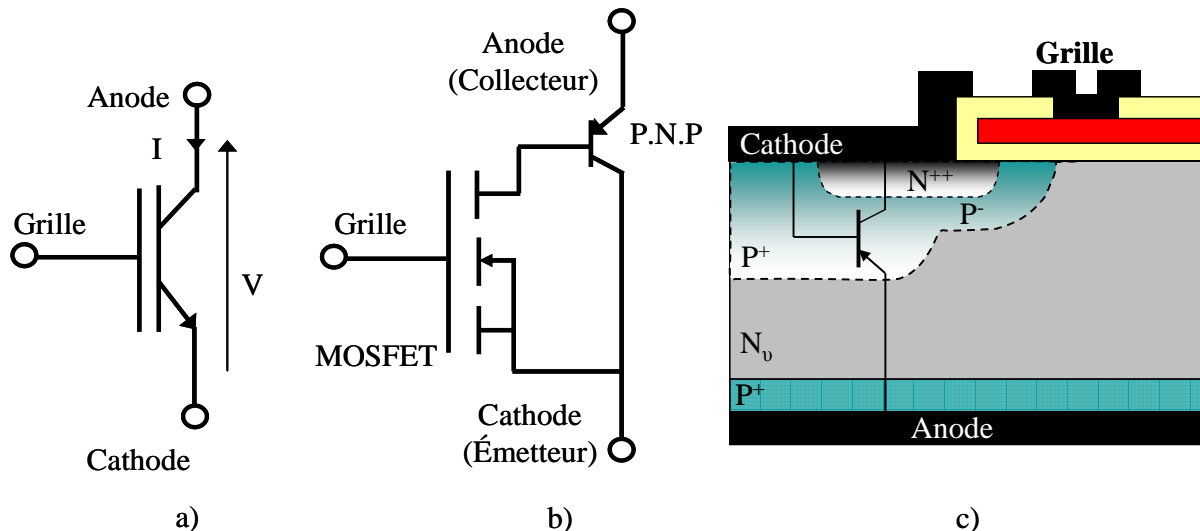 Anode
I
Grille
V
Cathode
a)
Anode
(Collecteur)
P.N.P
Grille
MOSFET
Cathode
(Émetteur)
b)
Grille
Cathode
N++
P-
P+
Nυ
P+
Anode
c)